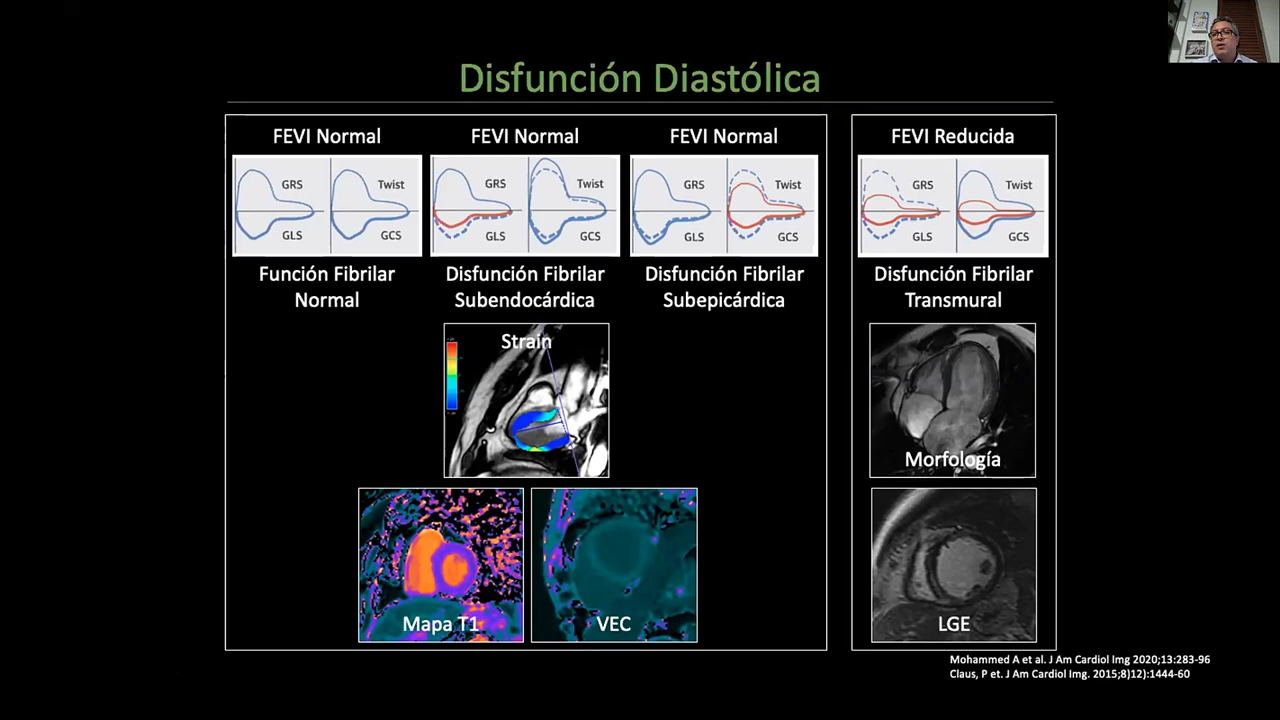 Disfunción Diastólica
FEVI Normal
GRS
Twist
GLS
GCS
Función Fibrilar
Normal
FEVI Normal
GRS
Twist
GLS
GCS
Disfunción Fibrilar
Subendocárdica
FEVI Normal
GRS
Twist
GLS
GCS
Disfunción Fibrilar
Subepicárdica
Strain
Mapa T1
VEC
FEVI Reducida
GRS
Twist
GLS
GCS
Disfunción Fibrilar
Transmural
Morfología
LGE
Mohammed A et al. J Am Cardiol Img 2020;13:283-96
Claus, P et. J Am Cardiol Img. 2015;8)12):1444-60